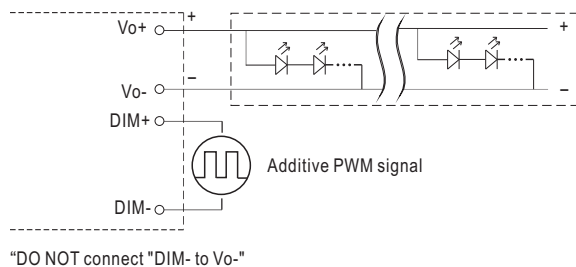 Vo+
+
+
Vo-
−
−
DIM+
Additive PWM signal
DIM-
“DO NOT connect "DIM- to Vo-"